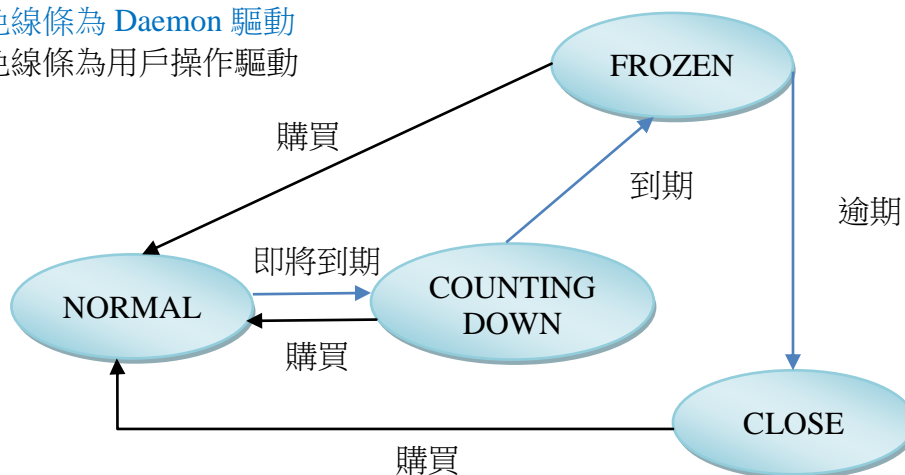 色線條為 Daemon 驅動
色線條為用戶操作驅動
FROZEN
購買
到期
逾期
即將到期
NORMAL
COUNTING
DOWN
購買
CLOSE
購買